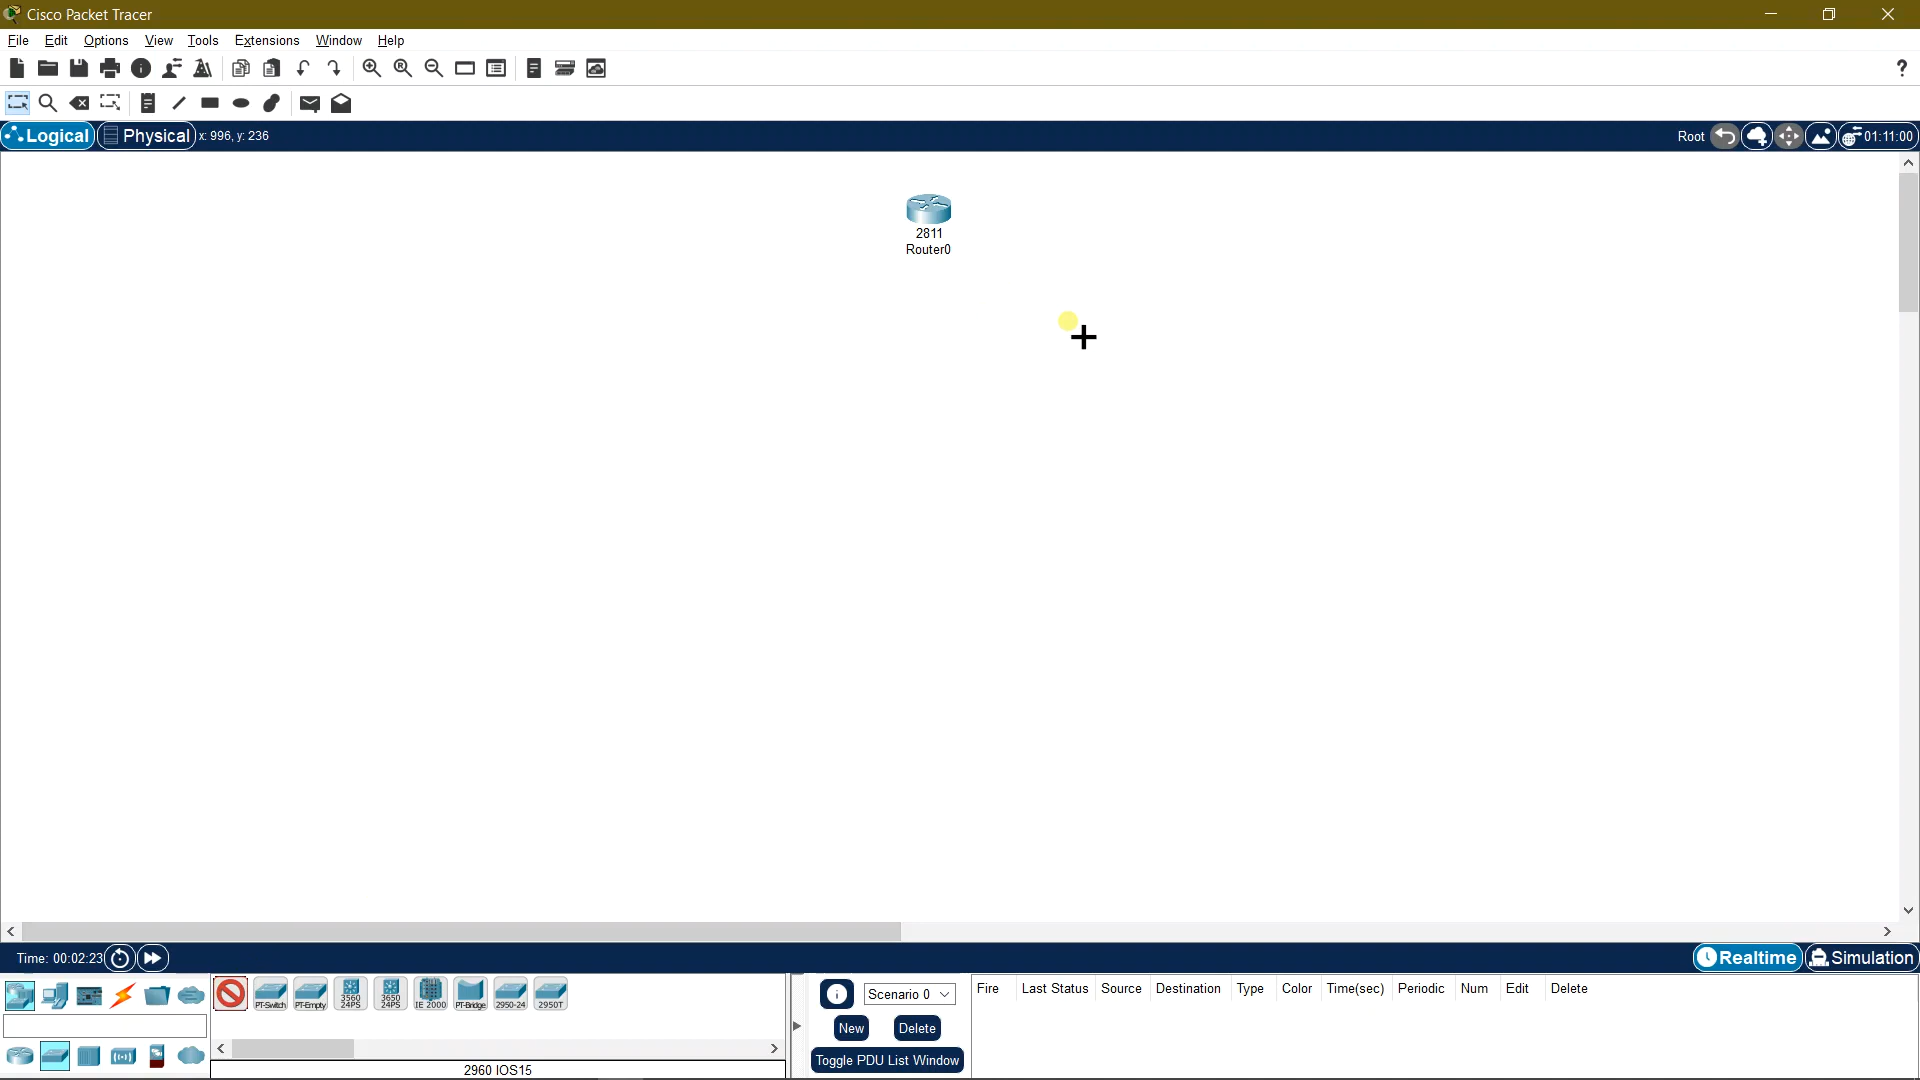 Cisco Packet Tracer
File Edit Options View Tools Extensions Window Help
Logical Physical x: 996, y: 236 Root 01:11:00
2811
Router0
Time: 00:02:23 Realtime Simulation
PT-Switch PT-Empty 3560 24PS 3650 24PS IE 2000 PT-Bridge 2950-24 2950T
2960 IOS15
Scenario 0
New Delete
Toggle PDU List Window
Fire Last Status Source Destination Type Color Time(sec) Periodic Num Edit Delete